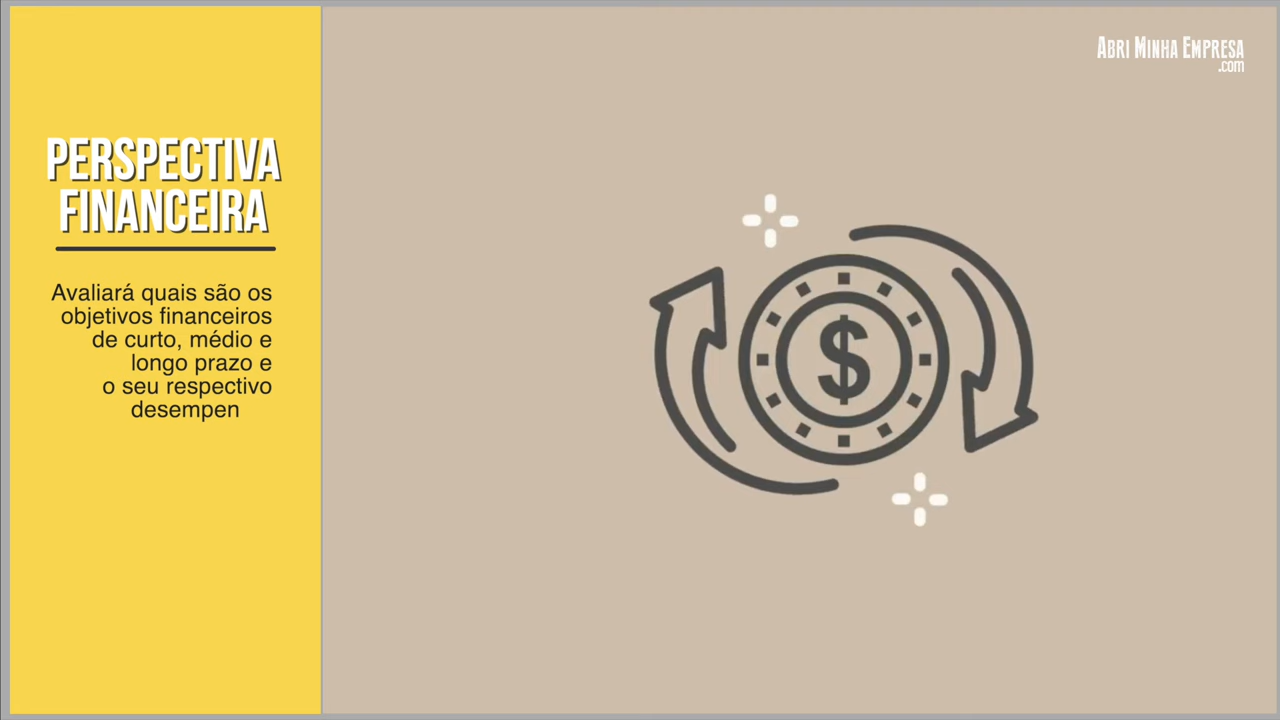 ABRI MINHA EMPRESA
.com
PERSPECTIVA
FINANCEIRA
Avaliará quais são os
objetivos financeiros
de curto, médio e
longo prazo e
o seu respectivo
desempen
$